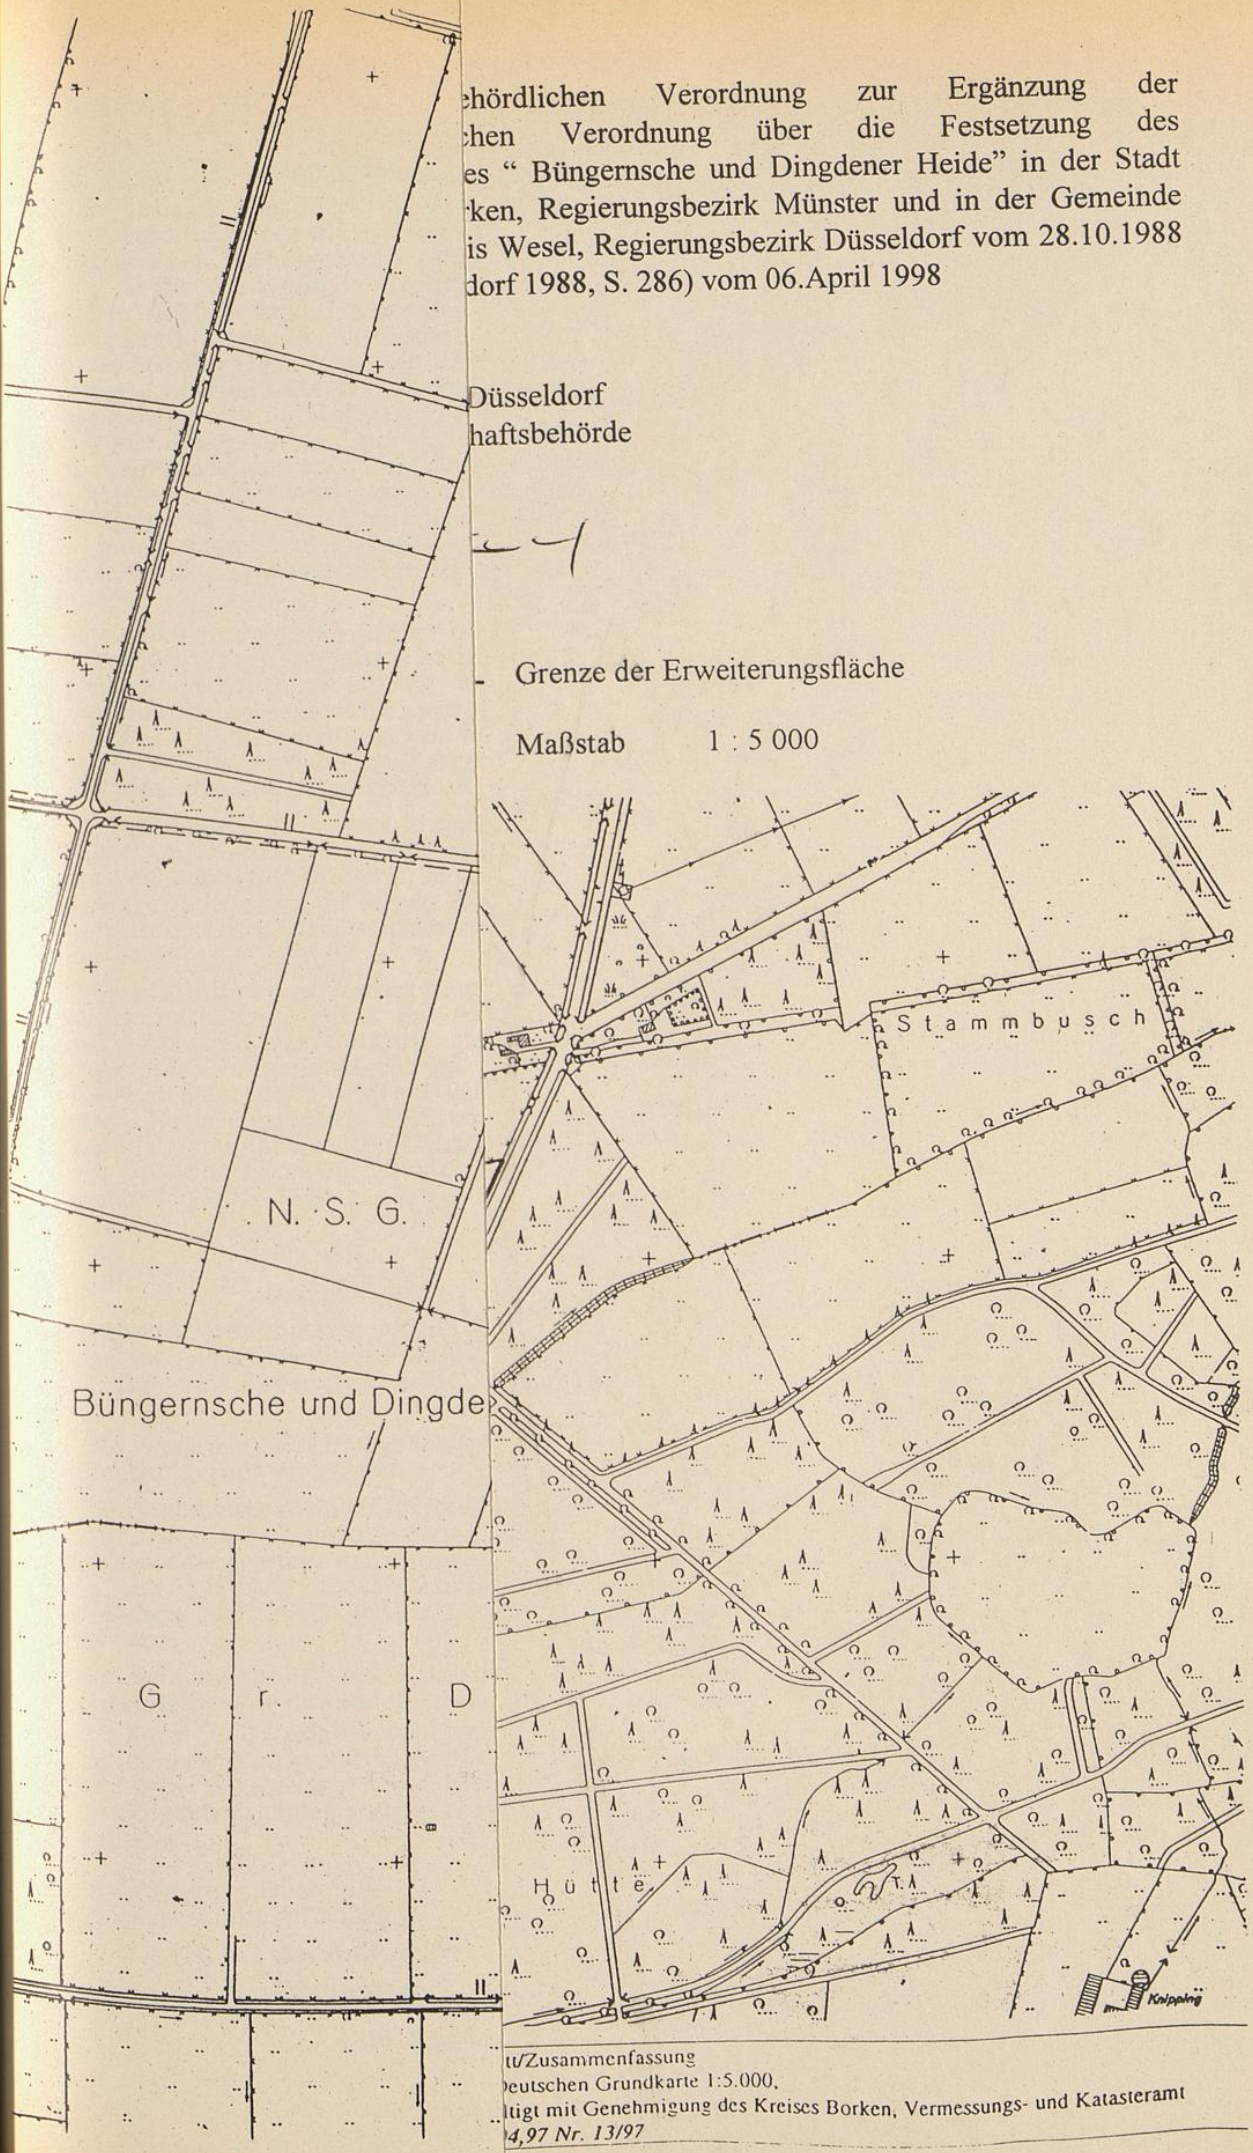 ehördlichen Verordnung zur Ergänzung der
chen Verordnung über die Festsetzung des
es “ Büngernsche und Dingdener Heide” in der Stadt
ken, Regierungsbezirk Münster und in der Gemeinde
is Wesel, Regierungsbezirk Düsseldorf vom 28.10.1988
dorf 1988, S. 286) vom 06.April 1998
Düsseldorf
haftsbehörde
Grenze der Erweiterungsfläche
Maßstab 1 : 5 000
Stammbusch
N. S. G.
Büngernsche und Dingde
G r. D
Hütte
T.
Knipping
tt/Zusammenfassung
Deutschen Grundkarte 1:5.000,
ltigt mit Genehmigung des Kreises Borken, Vermessungs- und Katasteramt
4,97 Nr. 13/97